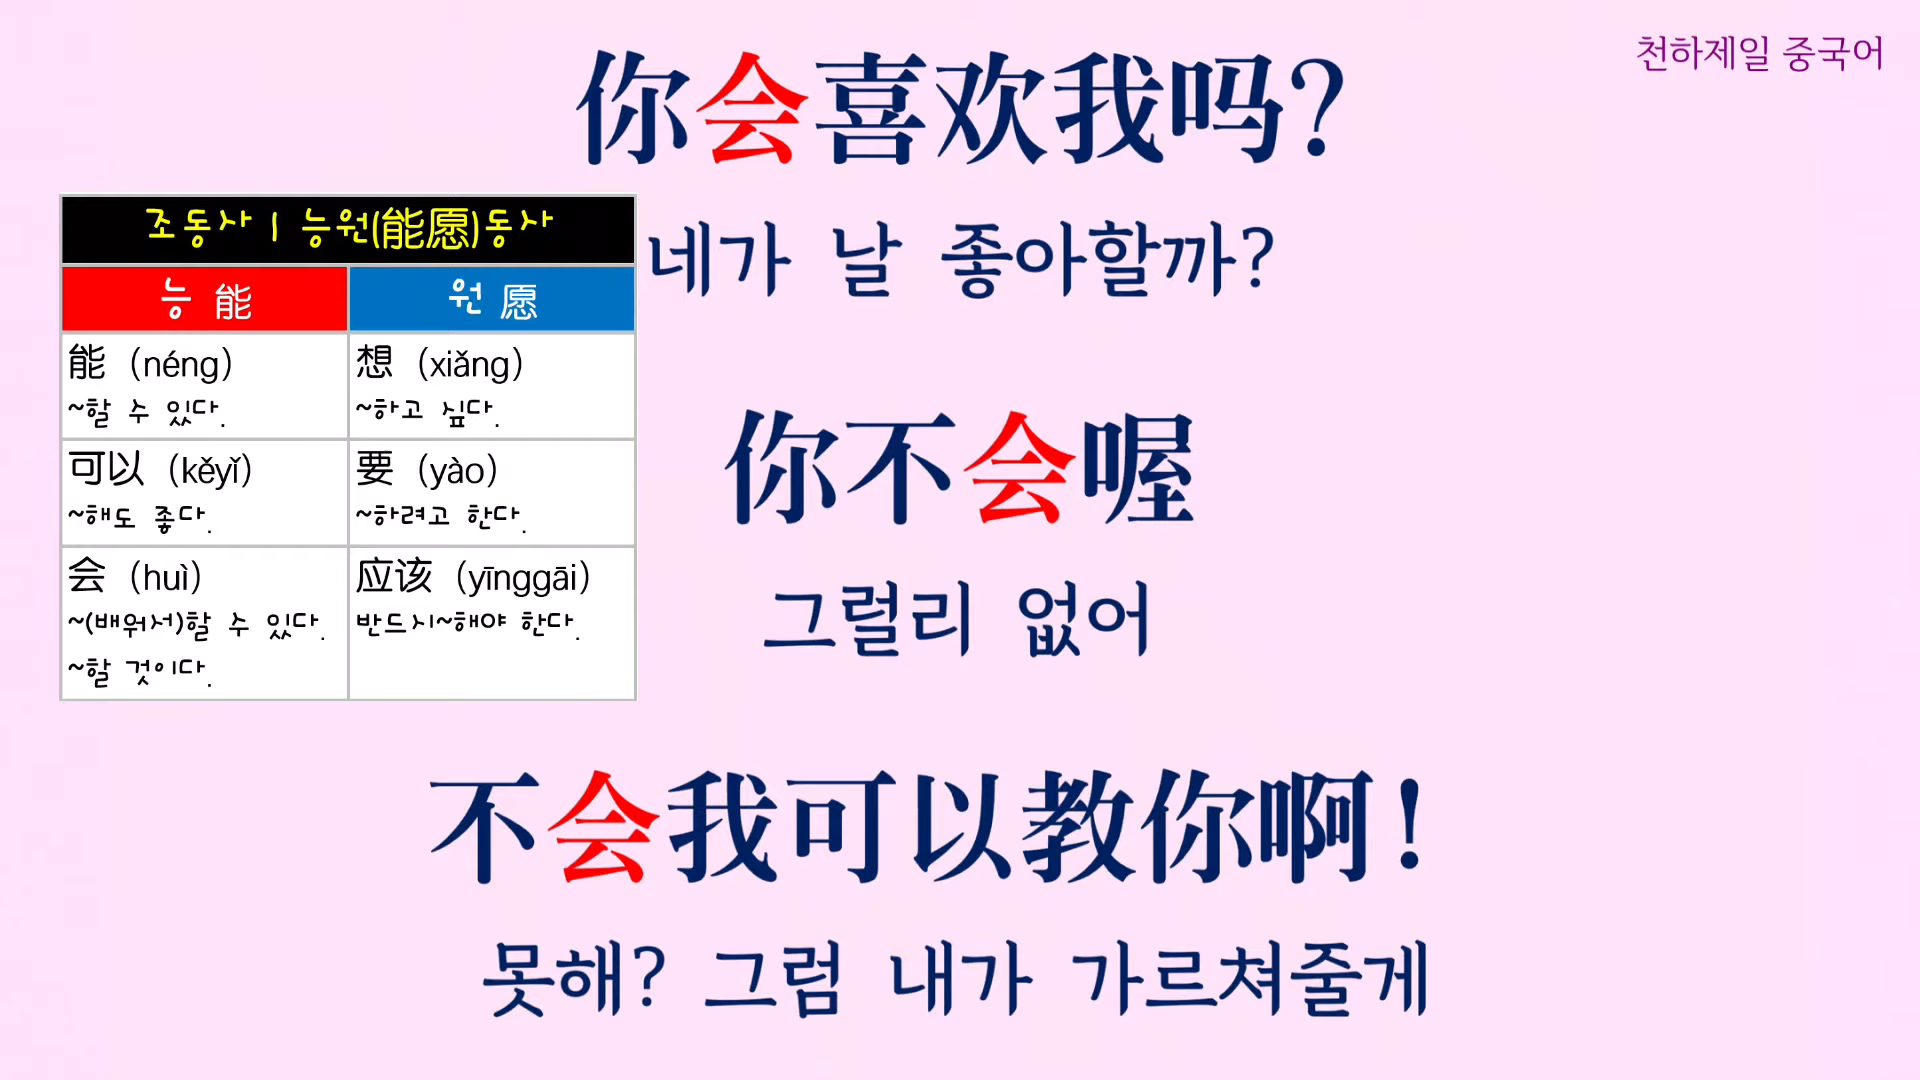 천하제일 중국어
你会喜欢我吗?
네가 날 좋아할까?
조동사 | 능원(能愿)동사
능 能
원 愿
能 (néng)
~할 수 있다.
想 (xiǎng)
~하고 싶다.
可以 (kěyǐ)
~해도 좋다.
要 (yào)
~하려고 한다.
会 (huì)
~(배워서)할 수 있다.
~할 것이다.
应该 (yīnggāi)
반드시~해야 한다.
你不会喔
그럴리 없어
不会我可以教你啊!
못해? 그럼 내가 가르쳐줄게